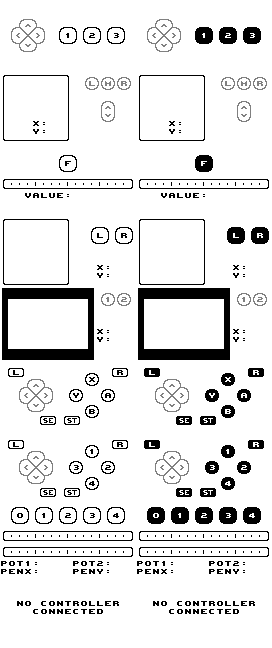 1 2 3 1 2 3
L M R L M R
X: X:
Y: Y:
F F
VALUE: VALUE:
L R L R
X: X:
Y: Y:
1 2 1 2
X: X:
Y: Y:
L R L R
X X
Y A Y A
B B
SE ST SE ST
L R L R
1 1
3 2 3 2
4 4
SE ST SE ST
0 1 2 3 4 0 1 2 3 4
POT1: POT2: POT1: POT2:
PENX: PENY: PENX: PENY:
NO CONTROLLER NO CONTROLLER
CONNECTED CONNECTED